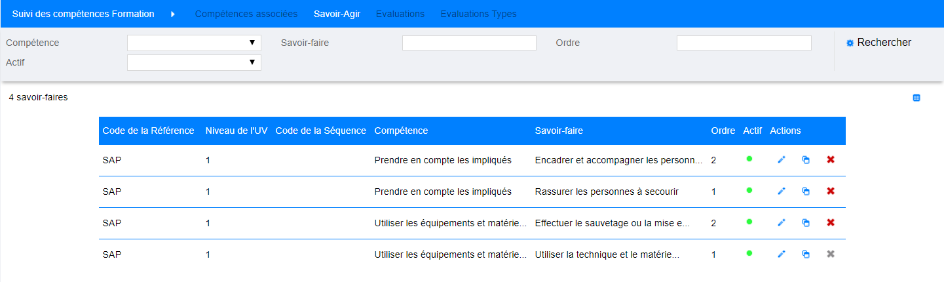 Suivi des compétences Formation Compétences associées Savoir-Agir Evaluations Evaluations Types
Compétence Savoir-faire Ordre Rechercher
Actif
4 savoir-faires
Code de la Référence Niveau de l'UV Code de la Séquence Compétence Savoir-faire Ordre Actif Actions
SAP 1 Prendre en compte les impliqués Encadrer et accompagner les personn... 2
SAP 1 Prendre en compte les impliqués Rassurer les personnes à secourir 1
SAP 1 Utiliser les équipements et matérie... Effectuer le sauvetage ou la mise e... 2
SAP 1 Utiliser les équipements et matérie... Utiliser la technique et le matérie... 1